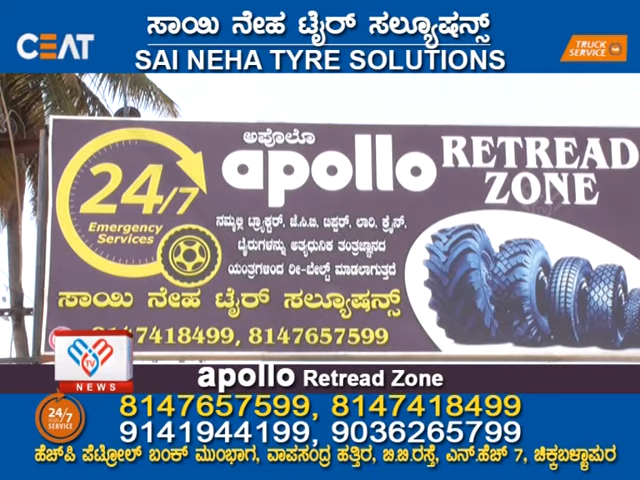 CEAT
ಸಾಯಿ ನೇಹ ಟೈರ್ ಸಲ್ಯೂಷನ್ಸ್
SAI NEHA TYRE SOLUTIONS
TRUCK SERVICE
24/7
Emergency
Services
ಅಪೊಲೊ
apollo
RETREAD
ZONE
ನಮ್ಮಲ್ಲಿ ಟ್ರ್ಯಾಕ್ಟರ್, ಜೆ.ಸಿ.ಬಿ, ಟಿಪ್ಪರ್, ಲಾರಿ, ಕ್ರೈನ್,
ಟೈರುಗಳನ್ನು ಅತ್ಯಧುನಿಕ ತಂತ್ರಜ್ಞಾನದ
ಯಂತ್ರಗಳಿಂದ ರೀ-ಬೇಲ್ಟ್ ಮಾಡಲಾಗುತ್ತದೆ
ಸಾಯಿ ನೇಹ ಟೈರ್ ಸಲ್ಯೂಷನ್ಸ್
8147418499, 8147657599
TV
NEWS
apollo Retread Zone
24/7
SERVICE
8147657599, 8147418499
9141944199, 9036265799
ಹೆಚ್‌ಪಿ ಪೆಟ್ರೋಲ್ ಬಂಕ್ ಮುಂಭಾಗ, ವಾಪಸಂದ್ರ ಹತ್ತಿರ, ಬಿ.ಬಿ.ರಸ್ತೆ, ಎನ್.ಹೆಚ್ 7, ಚಿಕ್ಕಬಳ್ಳಾಪುರ